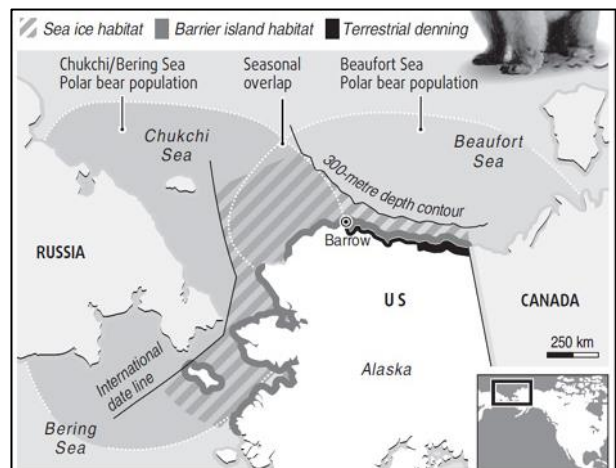 Sea ice habitat Barrier island habitat Terrestrial denning
Chukchi/Bering Sea
Polar bear population
Seasonal
overlap
Beaufort Sea
Polar bear population
Chukchi
Sea
Beaufort
Sea
300-metre depth contour
Barrow
RUSSIA
US
CANADA
250 km
Alaska
International
date line
Bering
Sea